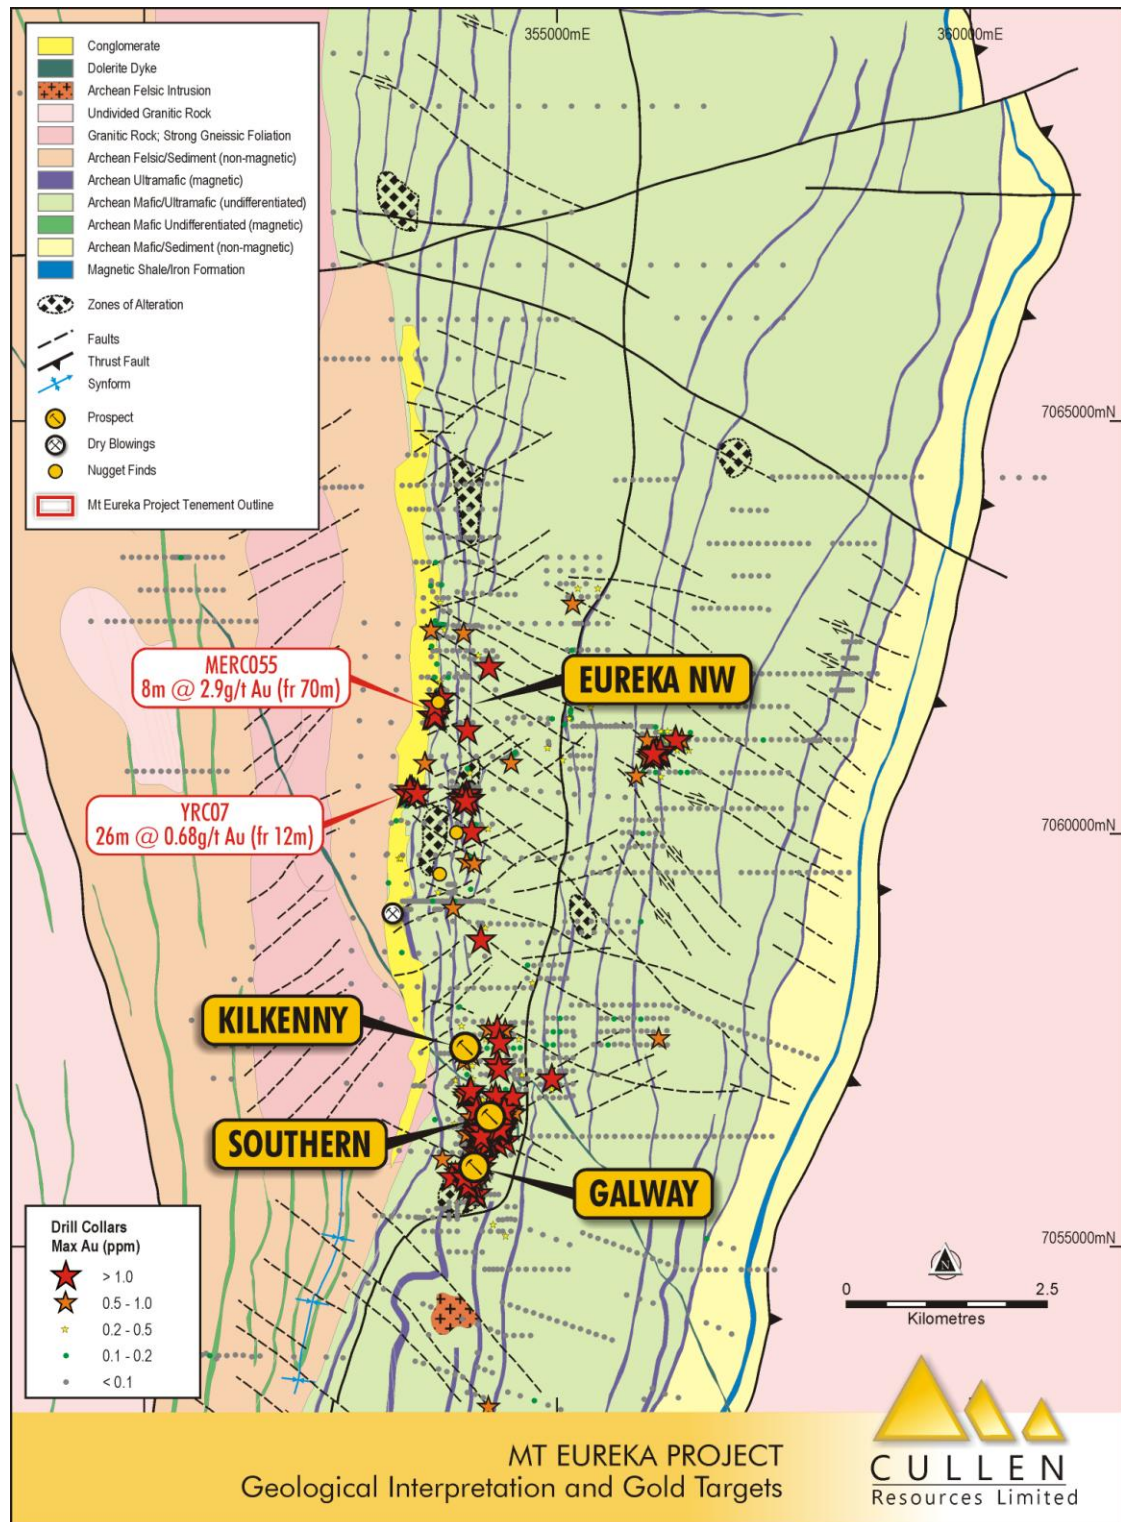 355000mE
360000mE
Conglomerate
Dolerite Dyke
Archean Felsic Intrusion
Undivided Granitic Rock
Granitic Rock; Strong Gneissic Foliation
Archean Felsic/Sediment (non-magnetic)
Archean Ultramafic (magnetic)
Archean Mafic/Ultramafic (undifferentiated)
Archean Mafic Undifferentiated (magnetic)
Archean Mafic/Sediment (non-magnetic)
Magnetic Shale/Iron Formation
Zones of Alteration
Faults
Thrust Fault
Synform
Prospect
Dry Blowings
Nugget Finds
Mt Eureka Project Tenement Outline
7065000mN
MERC055
8m @ 2.9g/t Au (fr 70m)
EUREKA NW
YRC07
26m @ 0.68g/t Au (fr 12m)
7060000mN
KILKENNY
SOUTHERN
GALWAY
7055000mN
Drill Collars
Max Au (ppm)
> 1.0
0.5 - 1.0
0.2 - 0.5
0.1 - 0.2
< 0.1
N
0 2.5
Kilometres
MT EUREKA PROJECT
Geological Interpretation and Gold Targets
CULLEN
Resources Limited